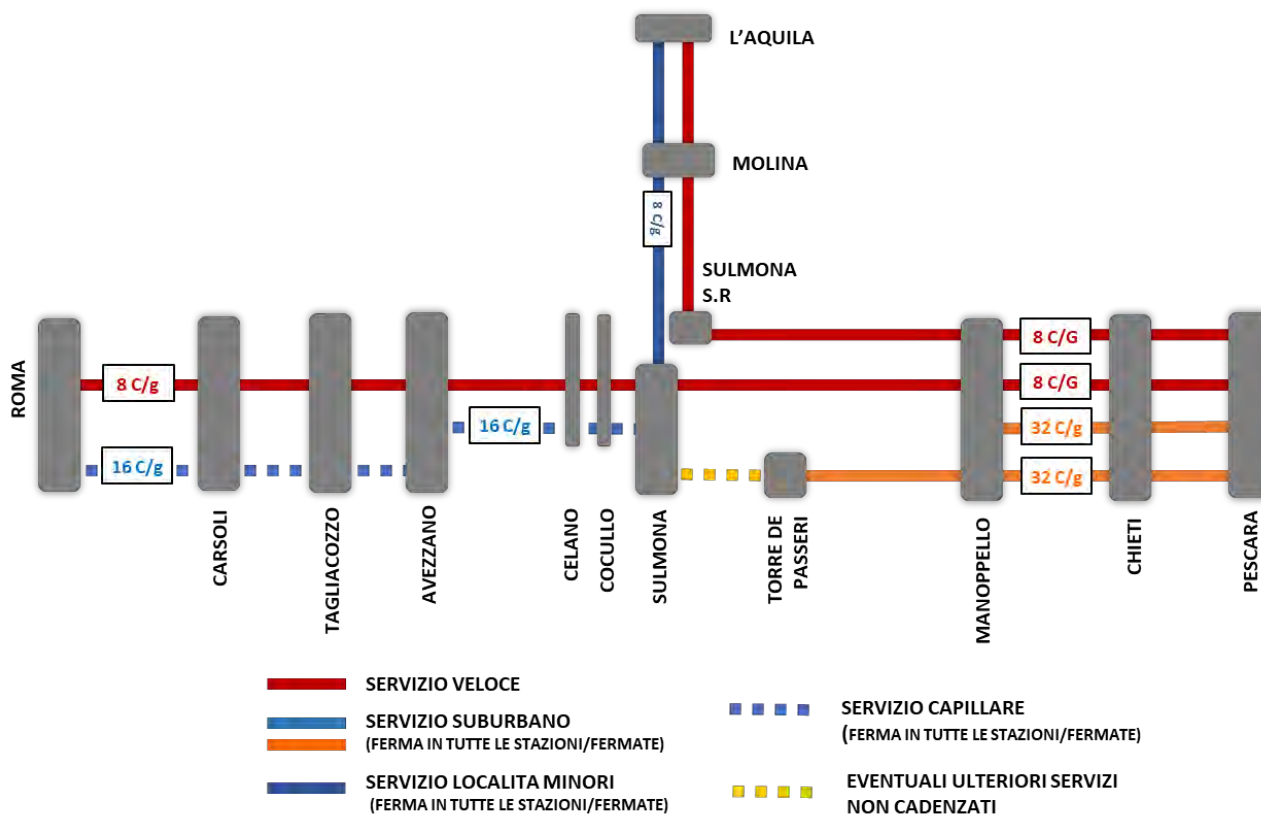 L'AQUILA
MOLINA
8 C/g
SULMONA
S.R
ROMA
8 C/g
8 C/G
8 C/G
16 C/g
32 C/g
16 C/g
32 C/g
CARSOLI
TAGLIACOZZO
AVEZZANO
CELANO
COCULLO
SULMONA
TORRE DE
PASSERI
MANOPPELLO
CHIETI
PESCARA
SERVIZIO VELOCE
SERVIZIO SUBURBANO
(FERMA IN TUTTE LE STAZIONI/FERMATE)
SERVIZIO LOCALITA MINORI
(FERMA IN TUTTE LE STAZIONI/FERMATE)
SERVIZIO CAPILLARE
(FERMA IN TUTTE LE STAZIONI/FERMATE)
EVENTUALI ULTERIORI SERVIZI
NON CADENZATI